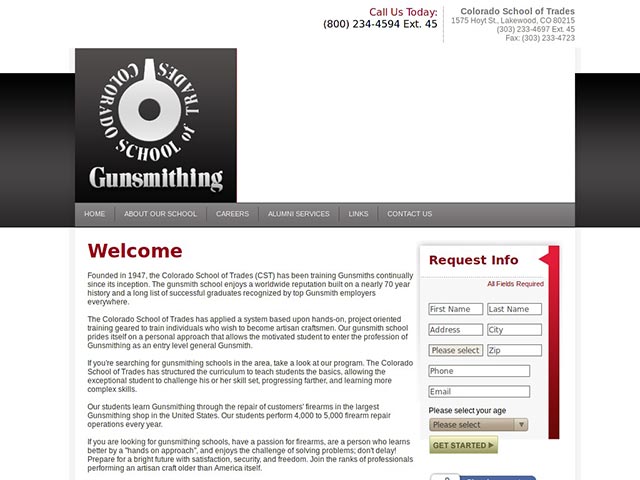 Call Us Today:
(800) 234-4594 Ext. 45
Colorado School of Trades
1575 Hoyt St., Lakewood, CO 80215
(303) 233-4697 Ext. 45
Fax: (303) 233-4723
COLORADO SCHOOL of TRADES
Gunsmithing
HOME ABOUT OUR SCHOOL CAREERS ALUMNI SERVICES LINKS CONTACT US
Welcome
Founded in 1947, the Colorado School of Trades (CST) has been training Gunsmiths continually
since its inception. The gunsmith school enjoys a worldwide reputation built on a nearly 70 year
history and a long list of successful graduates recognized by top Gunsmith employers
everywhere.
The Colorado School of Trades has applied a system based upon hands-on, project oriented
training geared to train individuals who wish to become artisan craftsmen. Our gunsmith school
prides itself on a personal approach that allows the motivated student to enter the profession of
Gunsmithing as an entry level general Gunsmith.
If you're searching for gunsmithing schools in the area, take a look at our program. The Colorado
School of Trades has structured the curriculum to teach students the basics, allowing the
exceptional student to challenge his or her skill set, progressing farther, and learning more
complex skills.
Our students learn Gunsmithing through the repair of customers' firearms in the largest
Gunsmithing shop in the United States. Our students perform 4,000 to 5,000 firearm repair
operations every year.
If you are looking for gunsmithing schools, have a passion for firearms, are a person who learns
better by a "hands on approach", and enjoys the challenge of solving problems; don't delay!
Prepare for a bright future with satisfaction, security, and freedom. Join the ranks of professionals
performing an artisan craft older than America itself.
Request Info
All Fields Required
First Name Last Name
Address City
Please select Zip
Phone
Email
Please select your age
Please select
GET STARTED